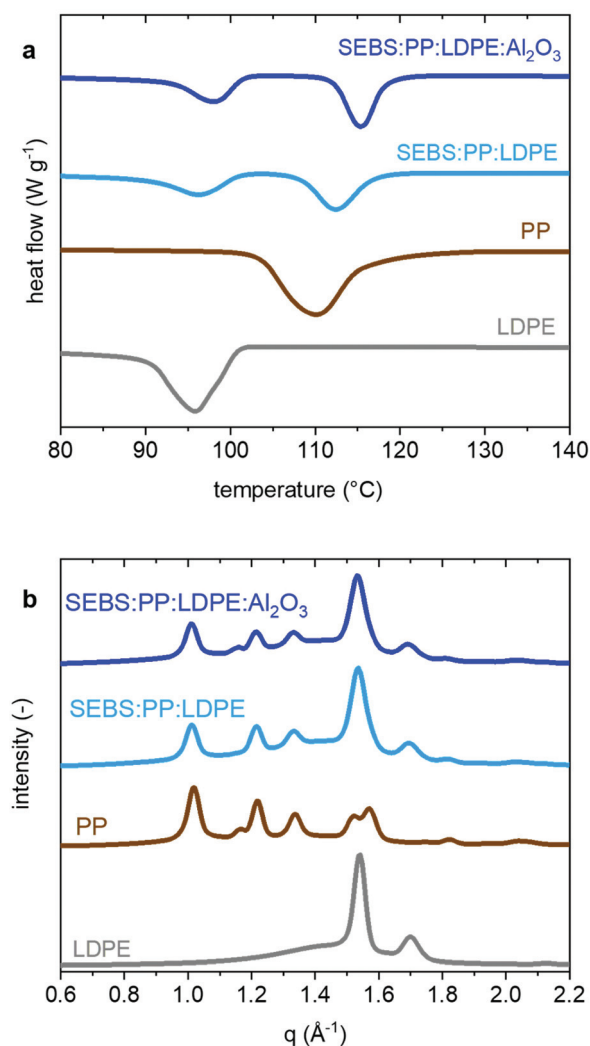 a
SEBS:PP:LDPE:Al₂O₃
SEBS:PP:LDPE
PP
LDPE
heat flow (W g⁻¹)
80 90 100 110 120 130 140
temperature (°C)
b
SEBS:PP:LDPE:Al₂O₃
SEBS:PP:LDPE
PP
LDPE
intensity (-)
0.6 0.8 1.0 1.2 1.4 1.6 1.8 2.0 2.2
q (Å⁻¹)